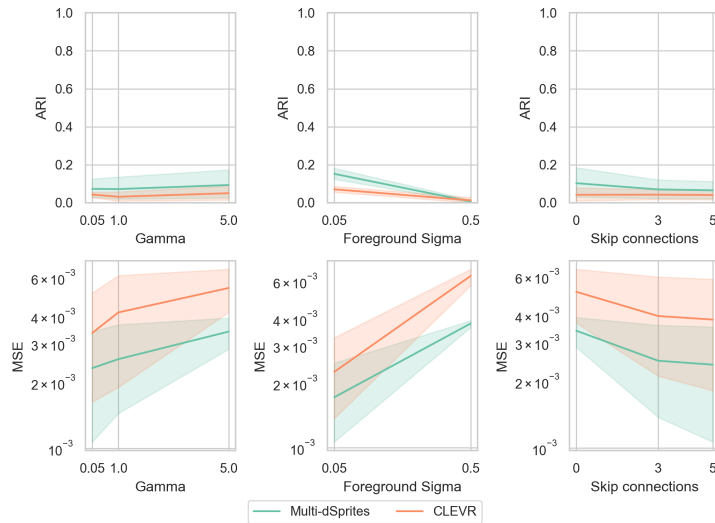 1.0
0.8
0.6
0.4
0.2
0.0
ARI
0.05 1.0 5.0
Gamma
1.0
0.8
0.6
0.4
0.2
0.0
ARI
0.05 0.5
Foreground Sigma
1.0
0.8
0.6
0.4
0.2
0.0
ARI
0 3 5
Skip connections
6 × 10⁻³
4 × 10⁻³
3 × 10⁻³
2 × 10⁻³
10⁻³
MSE
0.05 1.0 5.0
Gamma
6 × 10⁻³
4 × 10⁻³
3 × 10⁻³
2 × 10⁻³
10⁻³
MSE
0.05 0.5
Foreground Sigma
6 × 10⁻³
4 × 10⁻³
3 × 10⁻³
2 × 10⁻³
10⁻³
MSE
0 3 5
Skip connections
Multi-dSprites CLEVR